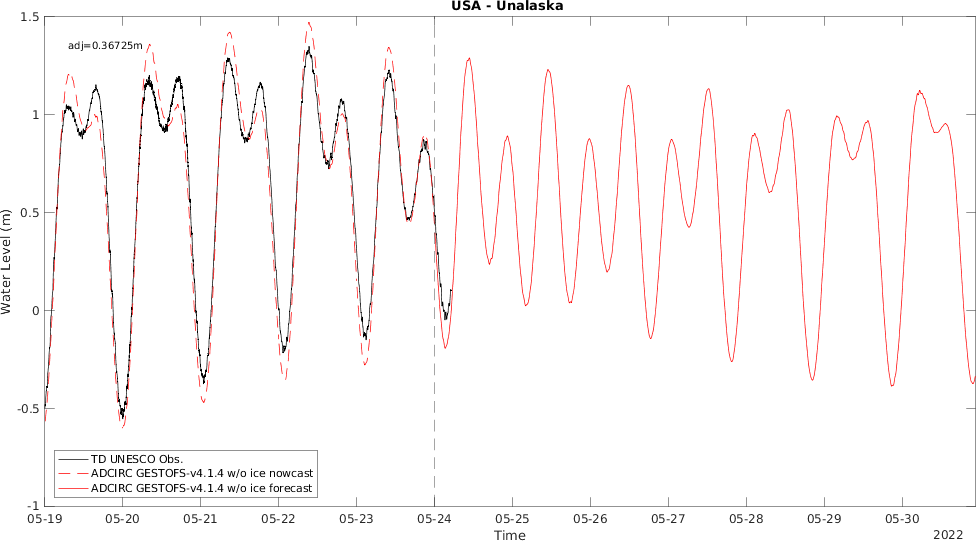 USA - Unalaska
1.5
adj=0.36725m
1
0.5
0
-0.5
-1
Water Level (m)
TD UNESCO Obs.
ADCIRC GESTOFS-v4.1.4 w/o ice nowcast
ADCIRC GESTOFS-v4.1.4 w/o ice forecast
05-19 05-20 05-21 05-22 05-23 05-24 05-25 05-26 05-27 05-28 05-29 05-30
Time
2022